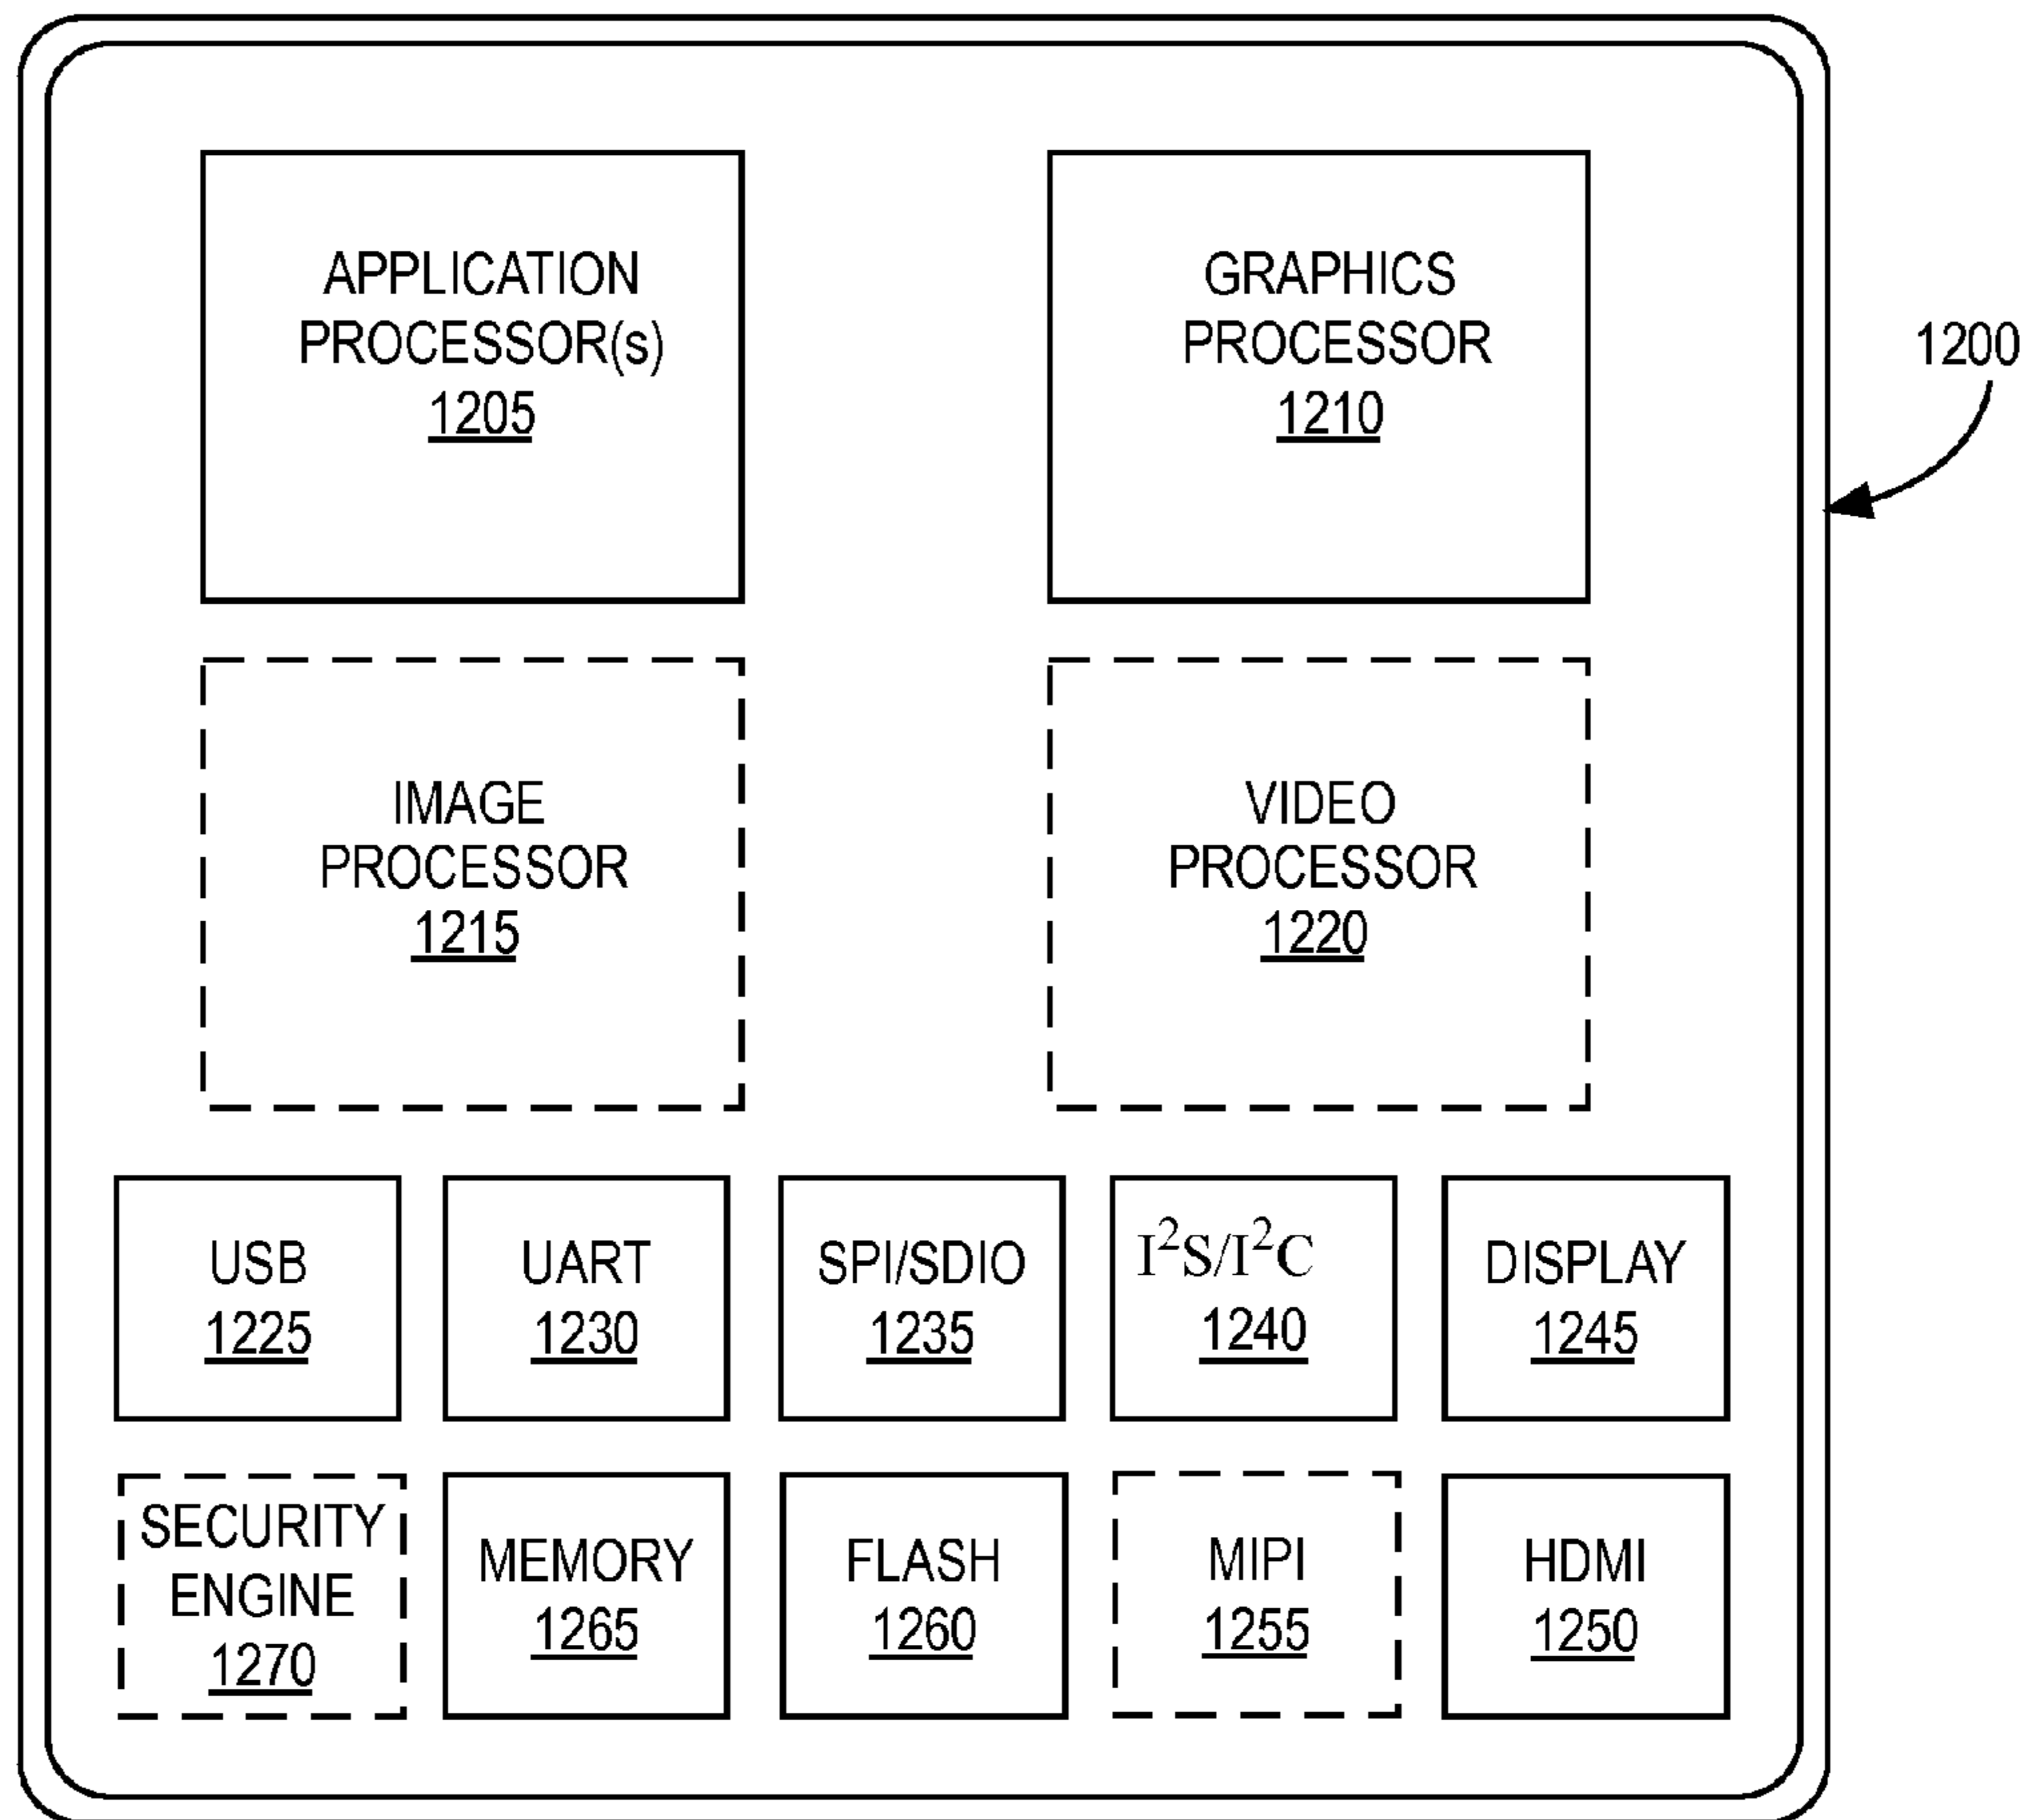 APPLICATION
PROCESSOR(s)
1205
GRAPHICS
PROCESSOR
1210
1200
IMAGE
PROCESSOR
1215
VIDEO
PROCESSOR
1220
USB
1225
UART
1230
SPI/SDIO
1235
I²S/I²C
1240
DISPLAY
1245
SECURITY
ENGINE
1270
MEMORY
1265
FLASH
1260
MIPI
1255
HDMI
1250